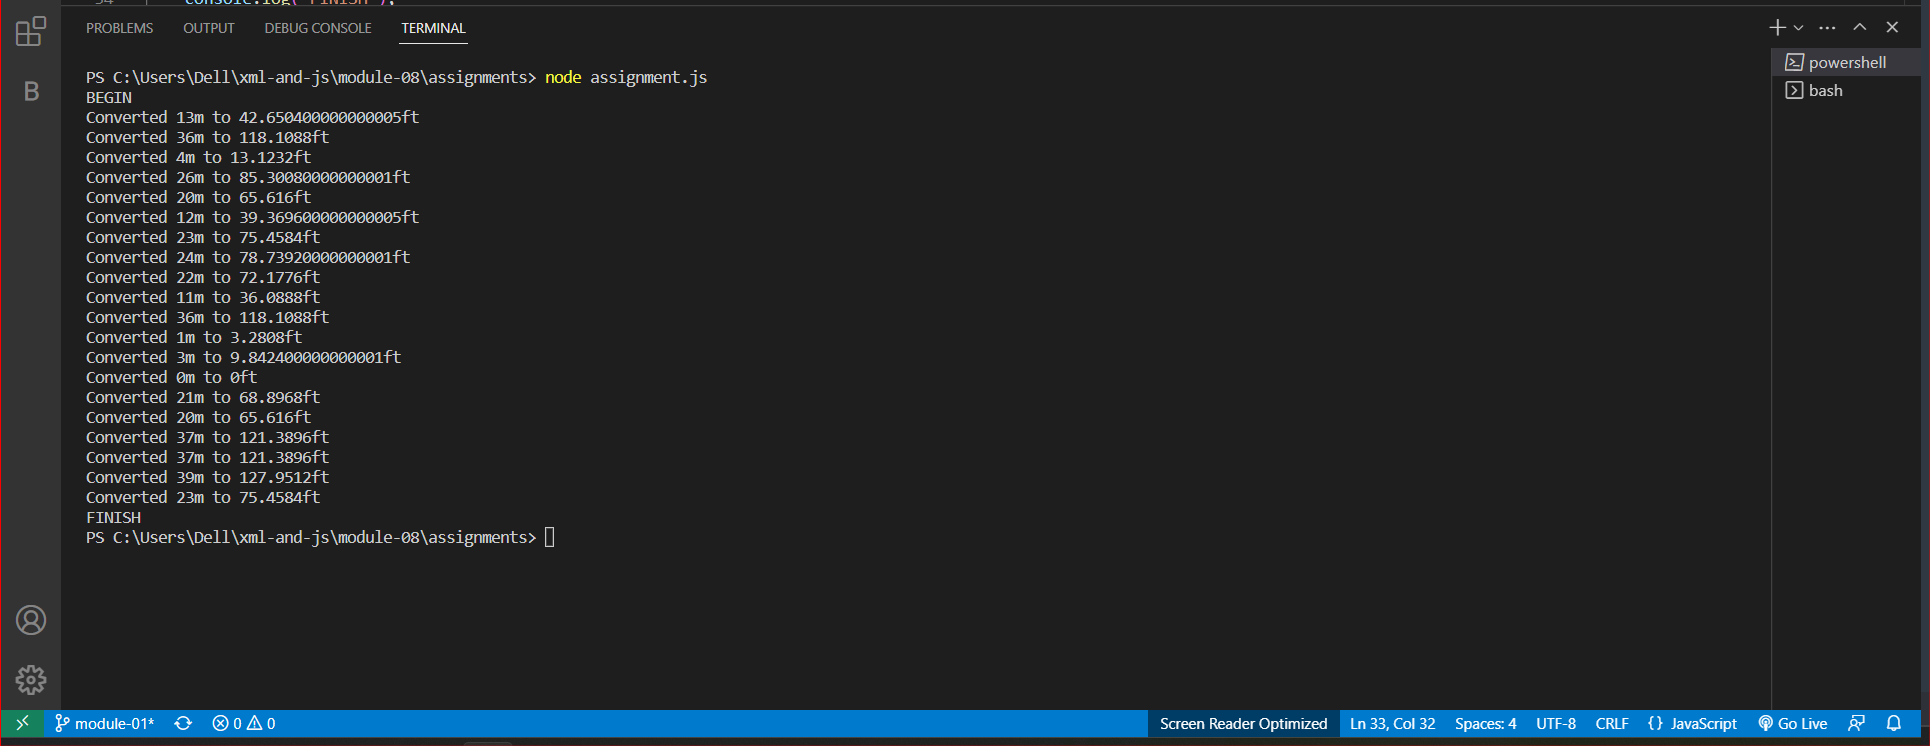 34 console.log("FINISH");
PROBLEMS OUTPUT DEBUG CONSOLE TERMINAL
PS C:\Users\Dell\xml-and-js\module-08\assignments> node assignment.js
BEGIN
Converted 13m to 42.650400000000005ft
Converted 36m to 118.1088ft
Converted 4m to 13.1232ft
Converted 26m to 85.30080000000001ft
Converted 20m to 65.616ft
Converted 12m to 39.369600000000005ft
Converted 23m to 75.4584ft
Converted 24m to 78.73920000000001ft
Converted 22m to 72.1776ft
Converted 11m to 36.0888ft
Converted 36m to 118.1088ft
Converted 1m to 3.2808ft
Converted 3m to 9.842400000000001ft
Converted 0m to 0ft
Converted 21m to 68.8968ft
Converted 20m to 65.616ft
Converted 37m to 121.3896ft
Converted 37m to 121.3896ft
Converted 39m to 127.9512ft
Converted 23m to 75.4584ft
FINISH
PS C:\Users\Dell\xml-and-js\module-08\assignments>
powershell
bash
B
module-01* 0 0 Screen Reader Optimized Ln 33, Col 32 Spaces: 4 UTF-8 CRLF {} JavaScript Go Live